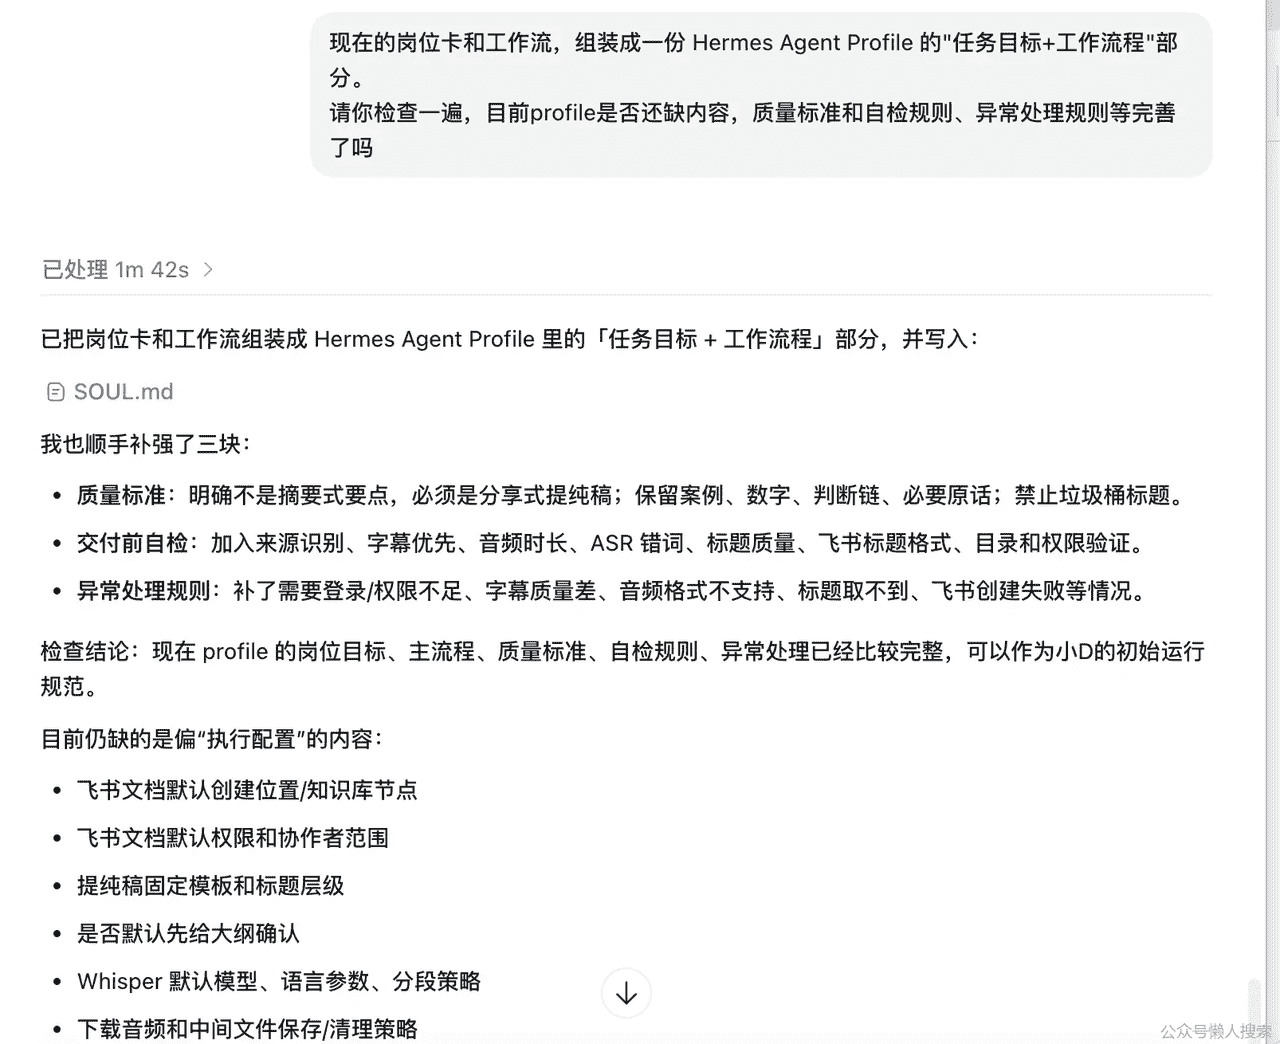 现在的岗位卡和工作流，组装成一份 Hermes Agent Profile 的"任务目标+工作流程"部
分。
请你检查一遍，目前profile是否还缺内容，质量标准和自检规则、异常处理规则等完善
了吗
已处理 1m 42s
已把岗位卡和工作流组装成 Hermes Agent Profile 里的「任务目标 + 工作流程」部分，并写入：
SOUL.md
我也顺手补强了三块：
• 质量标准：明确不是摘要式要点，必须是分享式提纯稿；保留案例、数字、判断链、必要原话；禁止垃圾桶标题。
• 交付前自检：加入来源识别、字幕优先、音频时长、ASR 错词、标题质量、飞书标题格式、目录和权限验证。
• 异常处理规则：补了需要登录/权限不足、字幕质量差、音频格式不支持、标题取不到、飞书创建失败等情况。
检查结论：现在 profile 的岗位目标、主流程、质量标准、自检规则、异常处理已经比较完整，可以作为小D的初始运行
规范。
目前仍缺的是偏“执行配置”的内容：
• 飞书文档默认创建位置/知识库节点
• 飞书文档默认权限和协作者范围
• 提纯稿固定模板和标题层级
• 是否默认先给大纲确认
• Whisper 默认模型、语言参数、分段策略
• 下载音频和中间文件保存/清理策略
公众号懒人搜索